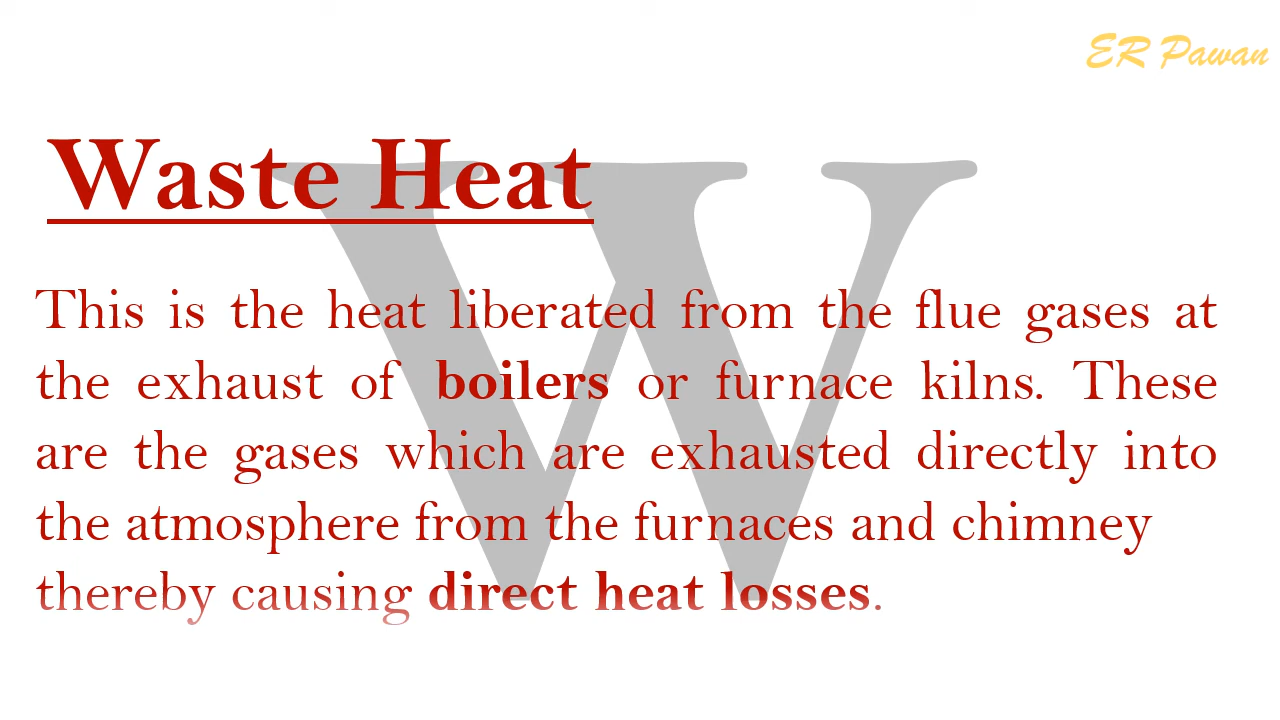 ER Pawan
Waste Heat
W
This is the heat liberated from the flue gases at
the exhaust of boilers or furnace kilns. These
are the gases which are exhausted directly into
the atmosphere from the furnaces and chimney
thereby causing direct heat losses.